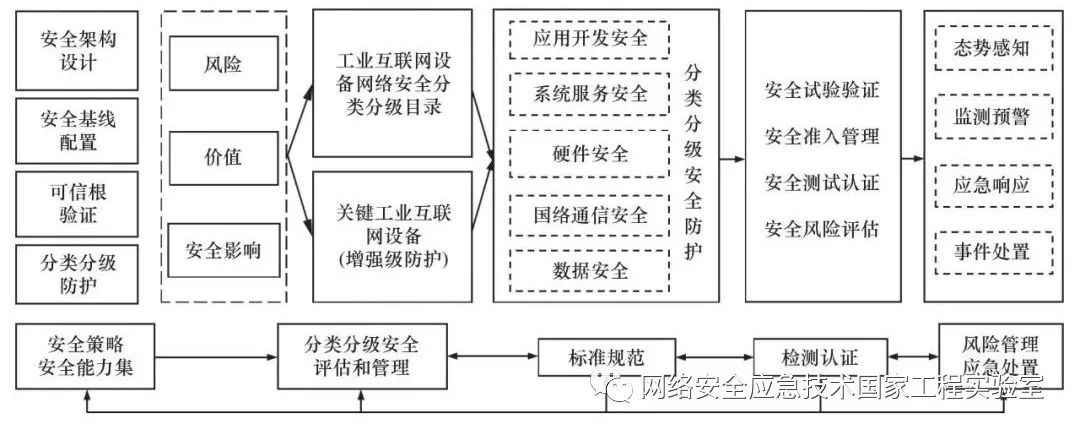 安全架构
设计
安全基线
配置
可信根
验证
分类分级
防护
风险
价值
安全影响
工业互联网设
备网络安全分
类分级目录
关键工业互联
网设备
(增强级防护)
应用开发安全
系统服务安全
硬件安全
国络通信安全
数据安全
分类分级安全防护
安全试验验证
安全准入管理
安全测试认证
安全风险评估
态势感知
监测预警
应急响应
事件处置
安全策略
安全能力集
分类分级安全
评估和管理
标准规范
检测认证
风险管理
应急处置
网络安全应急技术国家工程实验室